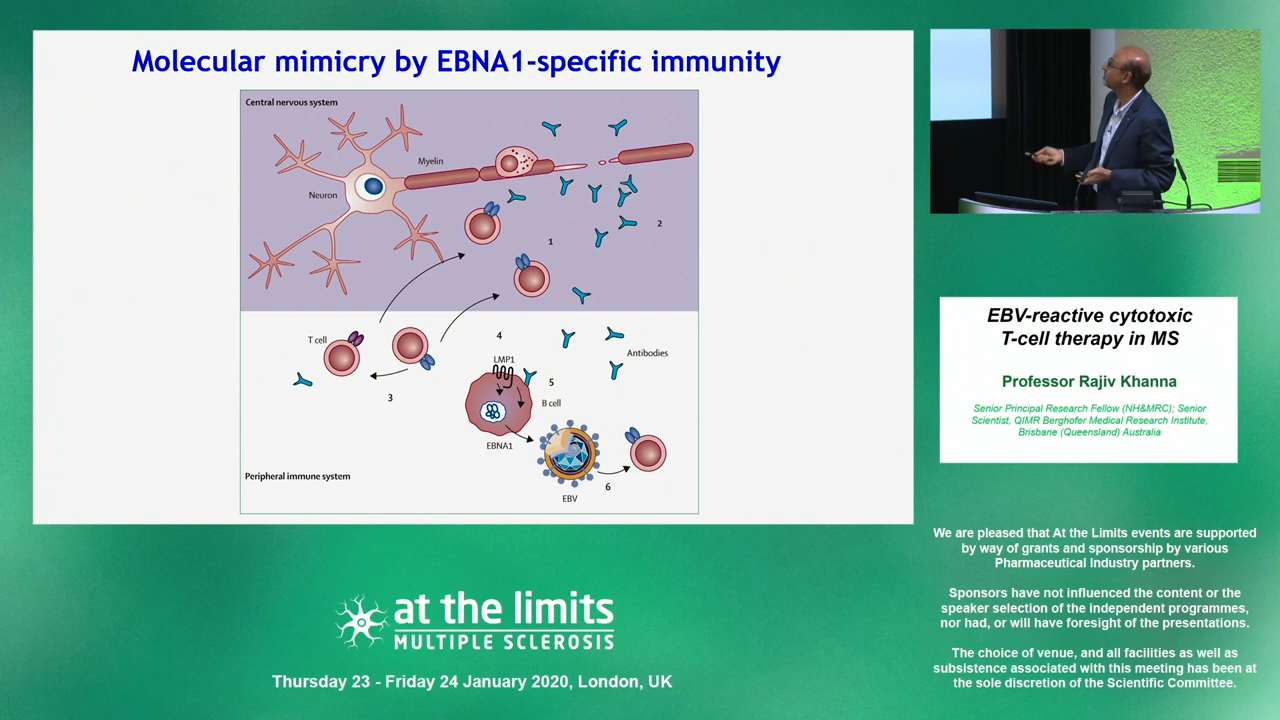 Molecular mimicry by EBNA1-specific immunity
Central nervous system
Myelin
Neuron
1
2
T cell
3
4
LMP1
Antibodies
5
B cell
EBNA1
Peripheral immune system
6
EBV
EBV-reactive cytotoxic
T-cell therapy in MS
Professor Rajiv Khanna
Senior Principal Research Fellow (NH&MRC); Senior
Scientist, QIMR Berghofer Medical Research Institute,
Brisbane (Queensland) Australia
We are pleased that At the Limits events are supported
by way of grants and sponsorship by various
Pharmaceutical Industry partners.
Sponsors have not influenced the content or the
speaker selection of the independent programmes,
nor had, or will have foresight of the presentations.
The choice of venue, and all facilities as well as
subsistence associated with this meeting has been at
the sole discretion of the Scientific Committee.
at the limits
MULTIPLE SCLEROSIS
Thursday 23 - Friday 24 January 2020, London, UK